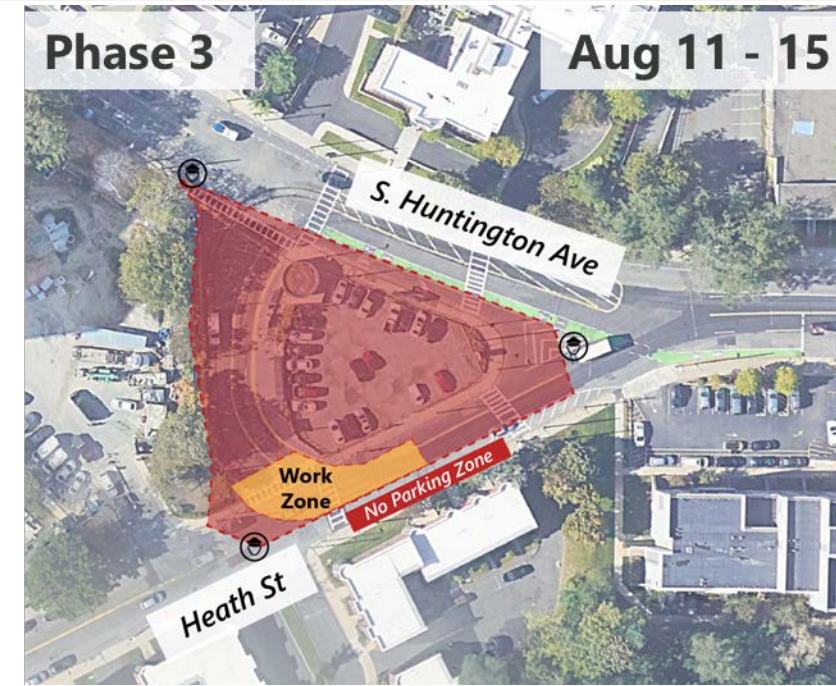 Phase 3
Aug 11 - 15
S. Huntington Ave
Work
Zone
No Parking Zone
Heath St